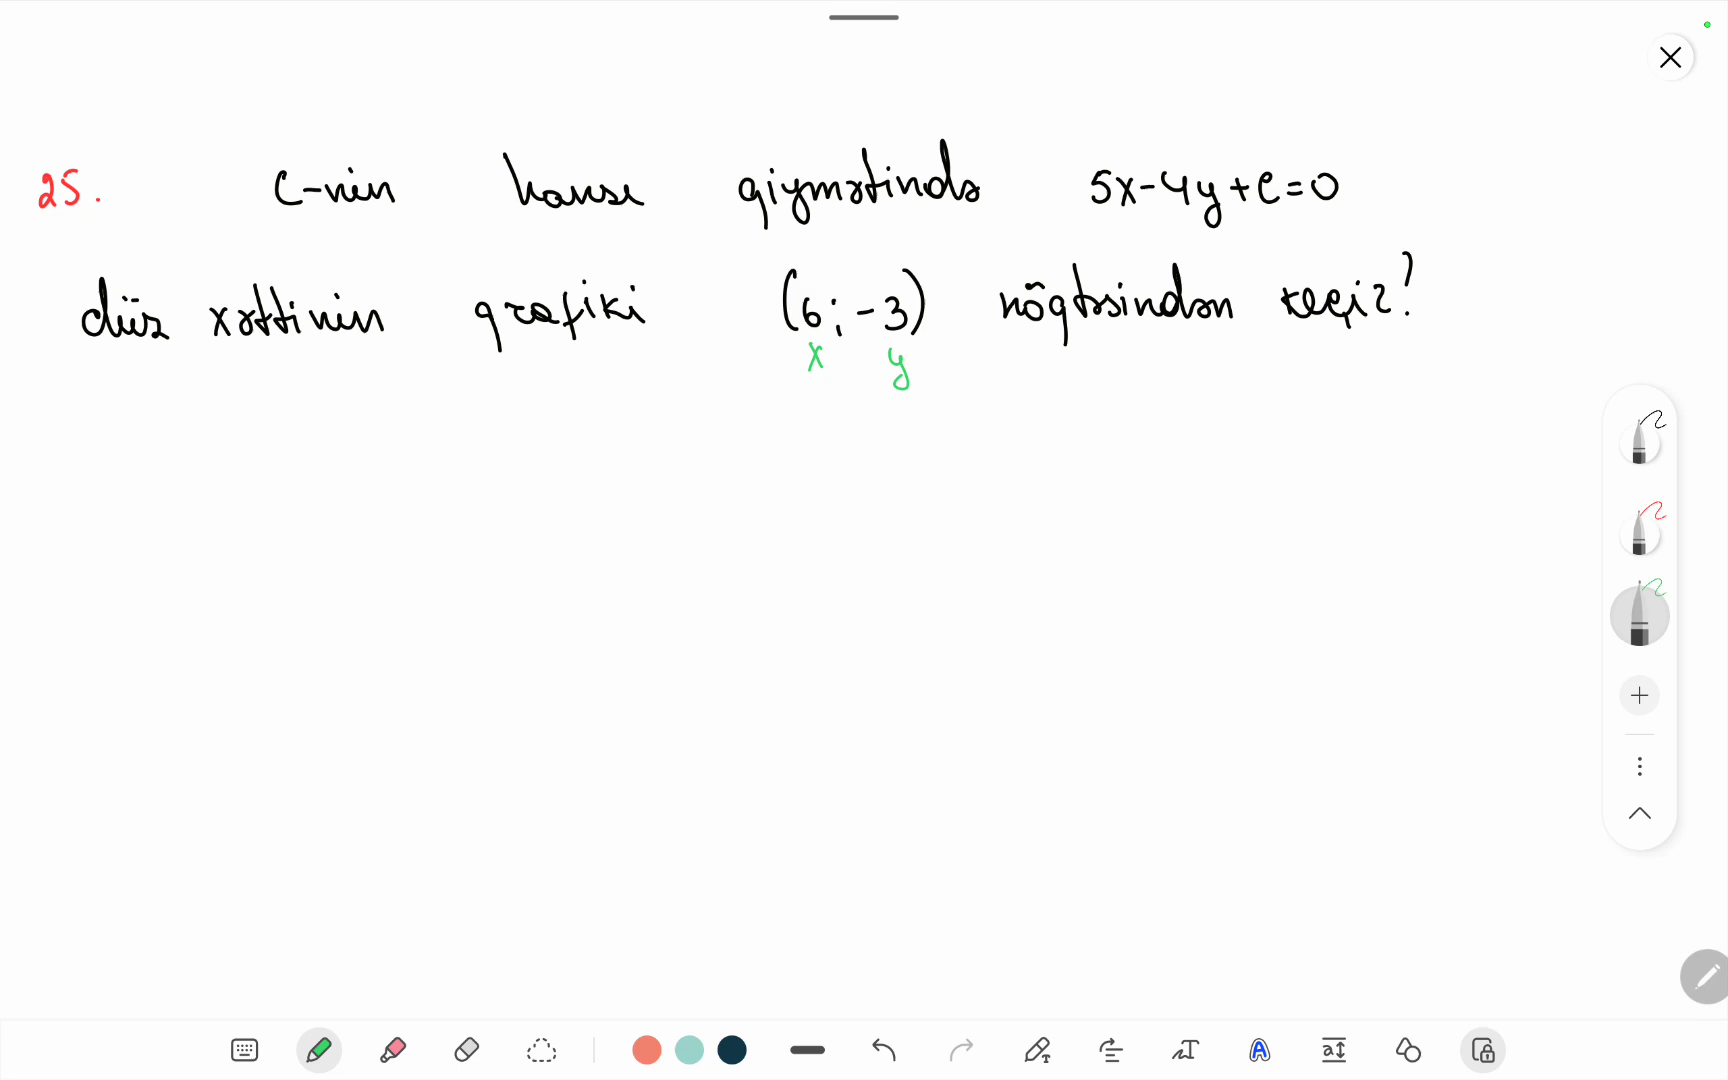 25. C-nin hansı qiymətində 5x-4y+c=0
düz xəttinin qrafiki (6;-3) nöqtəsindən keçir?
x y